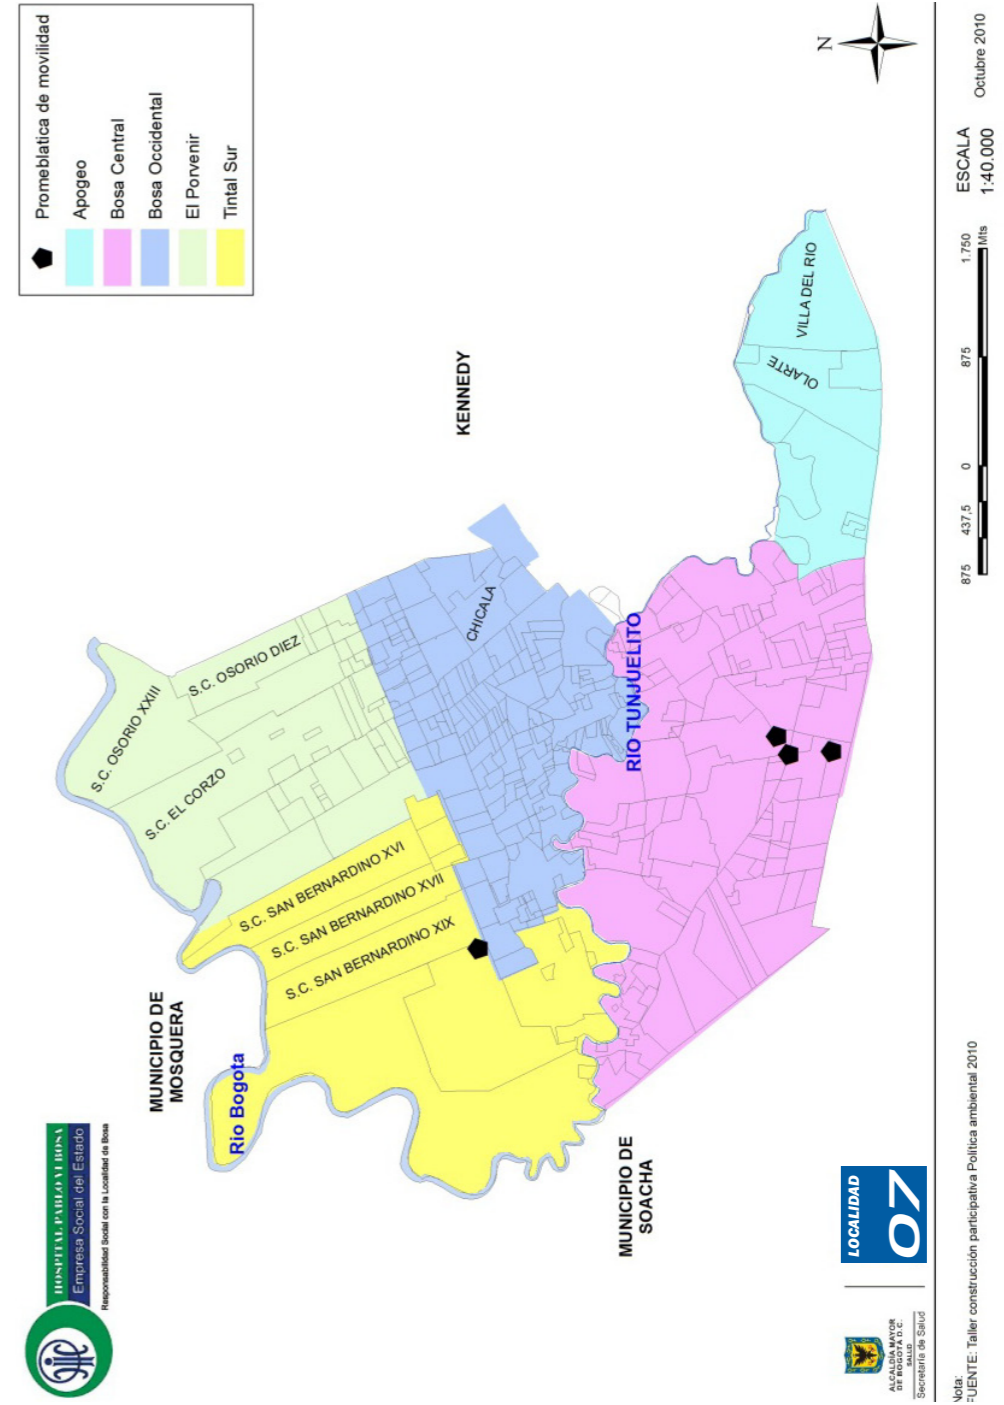 HOSPITAL PABLO VI BOSA
Empresa Social del Estado
Responsabilidad Social con la Localidad de Bosa
Promeblatica de movilidad
Apogeo
Bosa Central
Bosa Occidental
El Porvenir
Tintal Sur
N
MUNICIPIO DE
MOSQUERA
Rio Bogota
S.C. OSORIO XXIII
S.C. OSORIO DIEZ
S.C. EL CORZO
S.C. SAN BERNARDINO XVI
S.C. SAN BERNARDINO XVII
S.C. SAN BERNARDINO XIX
KENNEDY
CHICALA
RIO TUNJUELITO
MUNICIPIO DE
SOACHA
OLARTE
VILLA DEL RIO
ALCALDÍA MAYOR
DE BOGOTÁ D.C.
SALUD
Secretaría de Salud
LOCALIDAD
07
Nota:
FUENTE: Taller construcción participativa Política ambiental 2010
875 437,5 0 875 1.750
Mts
ESCALA
1:40.000
Octubre 2010